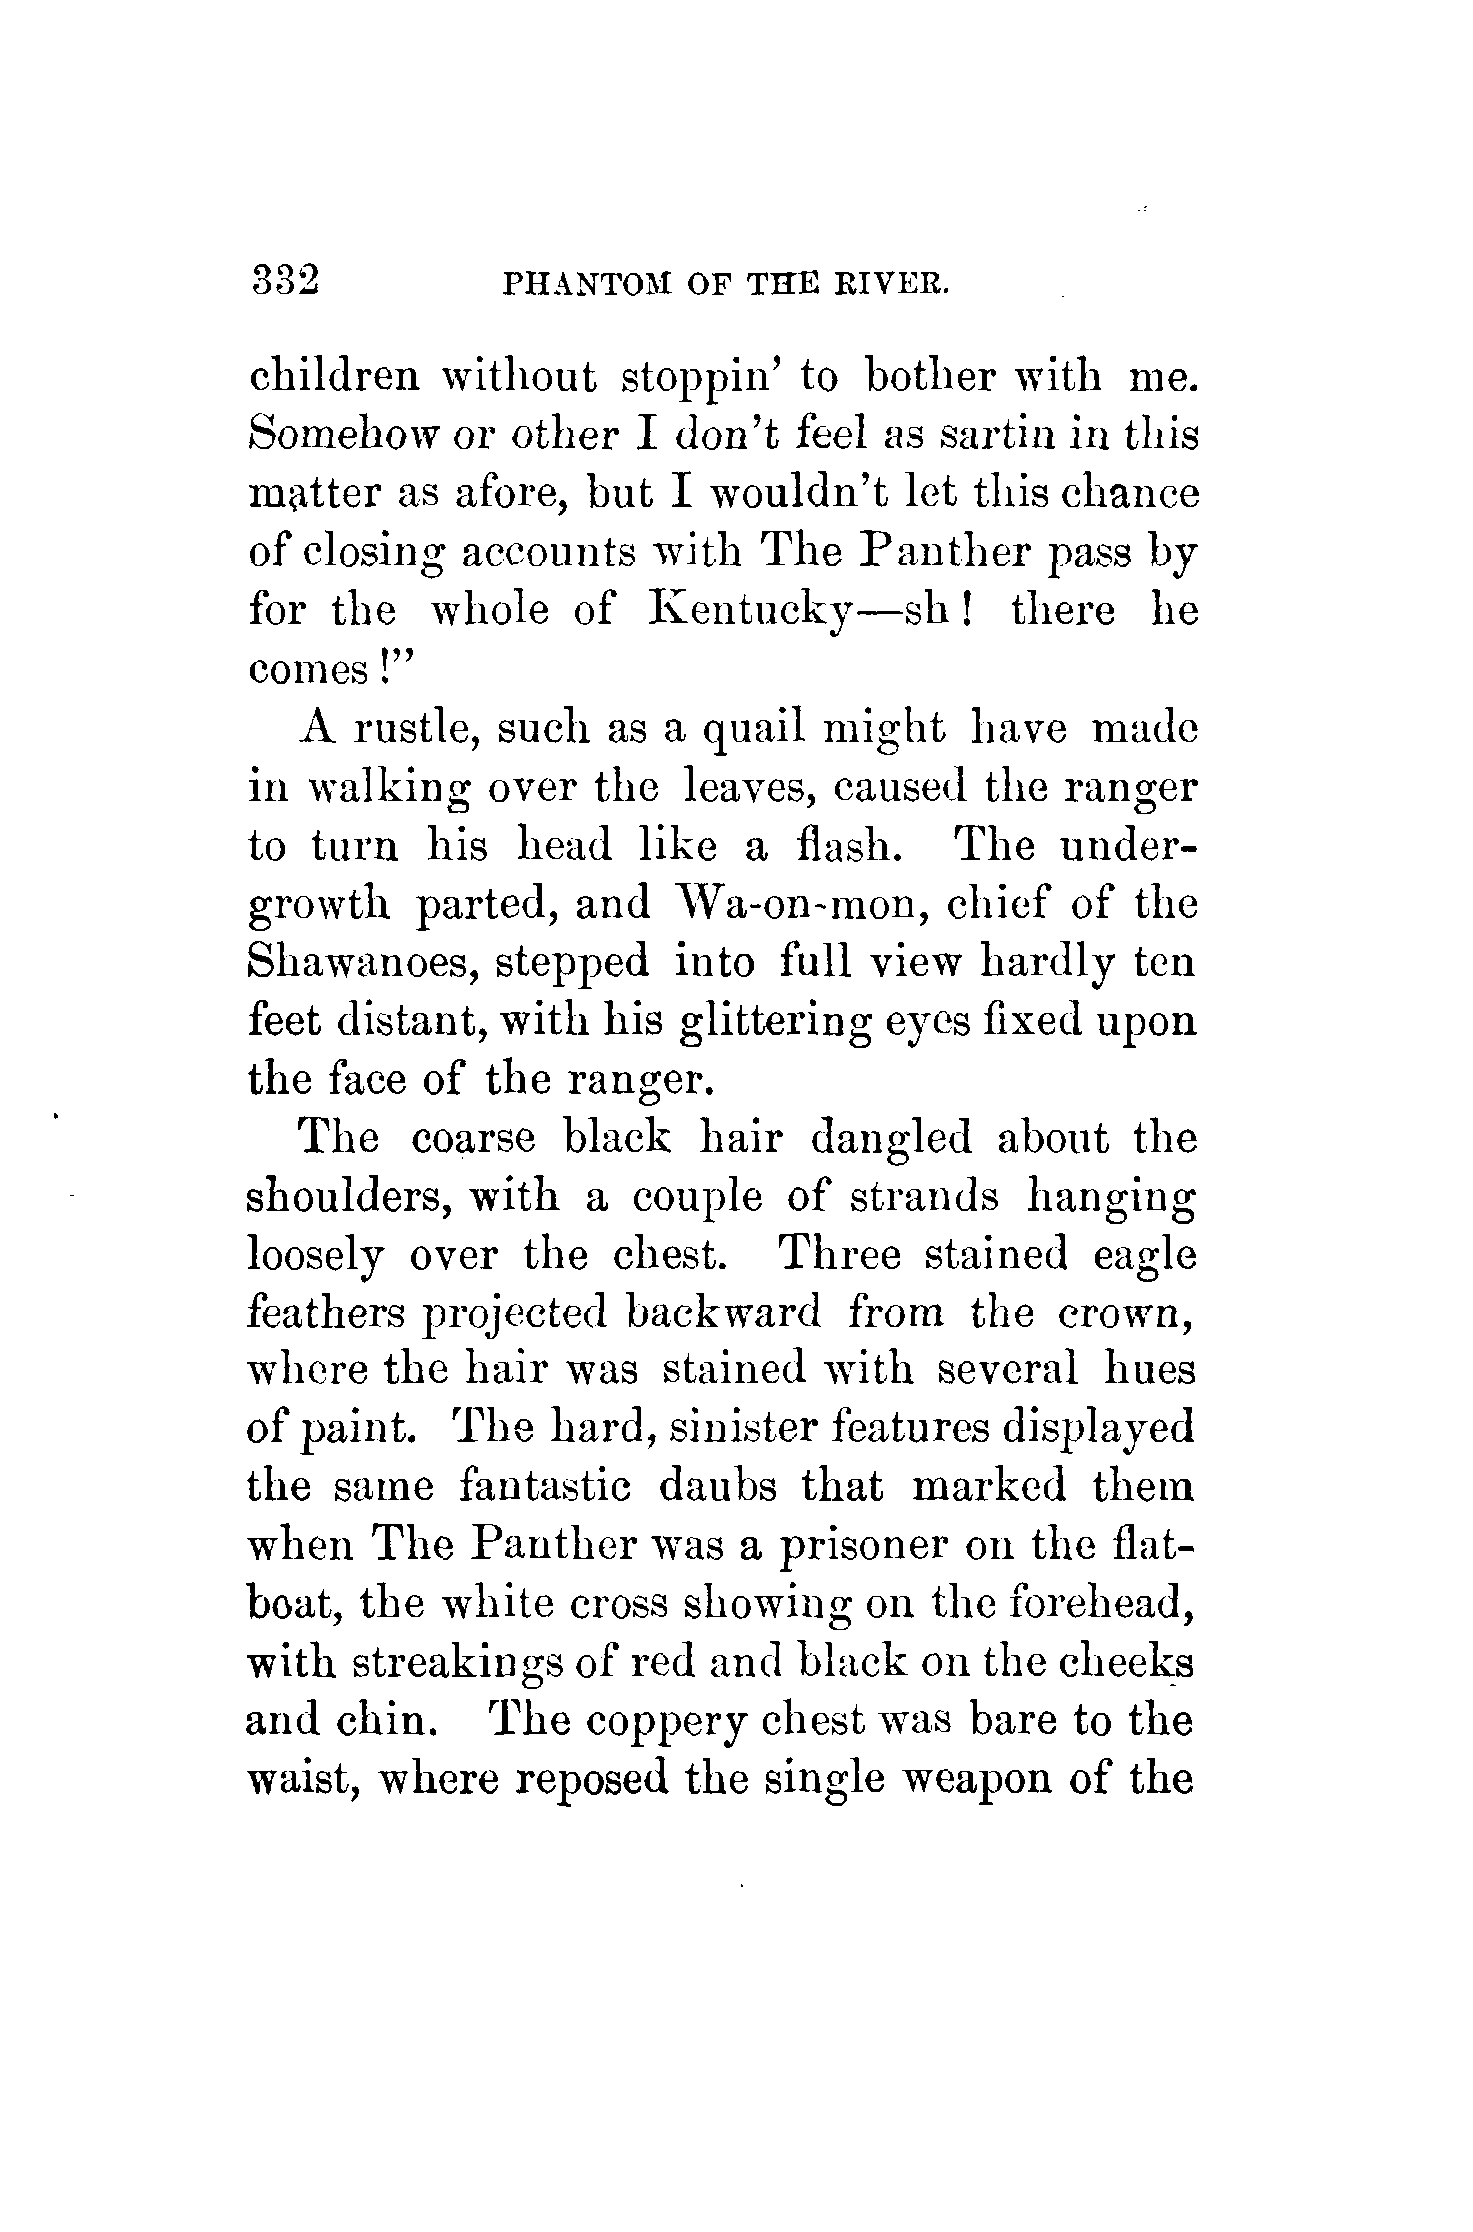 332 PHANTOM OF THE RIVER.
children without stoppin' to bother with me.
Somehow or other I don't feel as sartin in this
matter as afore, but I wouldn't let this chance
of closing accounts with The Panther pass by
for the whole of Kentucky—sh! there he
comes!”
A rustle, such as a quail might have made
in walking over the leaves, caused the ranger
to turn his head like a flash. The under-
growth parted, and Wa-on-mon, chief of the
Shawanoes, stepped into full view hardly ten
feet distant, with his glittering eyes fixed upon
the face of the ranger.
The coarse black hair dangled about the
shoulders, with a couple of strands hanging
loosely over the chest. Three stained eagle
feathers projected backward from the crown,
where the hair was stained with several hues
of paint. The hard, sinister features displayed
the same fantastic daubs that marked them
when The Panther was a prisoner on the flat-
boat, the white cross showing on the forehead,
with streakings of red and black on the cheeks
and chin. The coppery chest was bare to the
waist, where reposed the single weapon of the